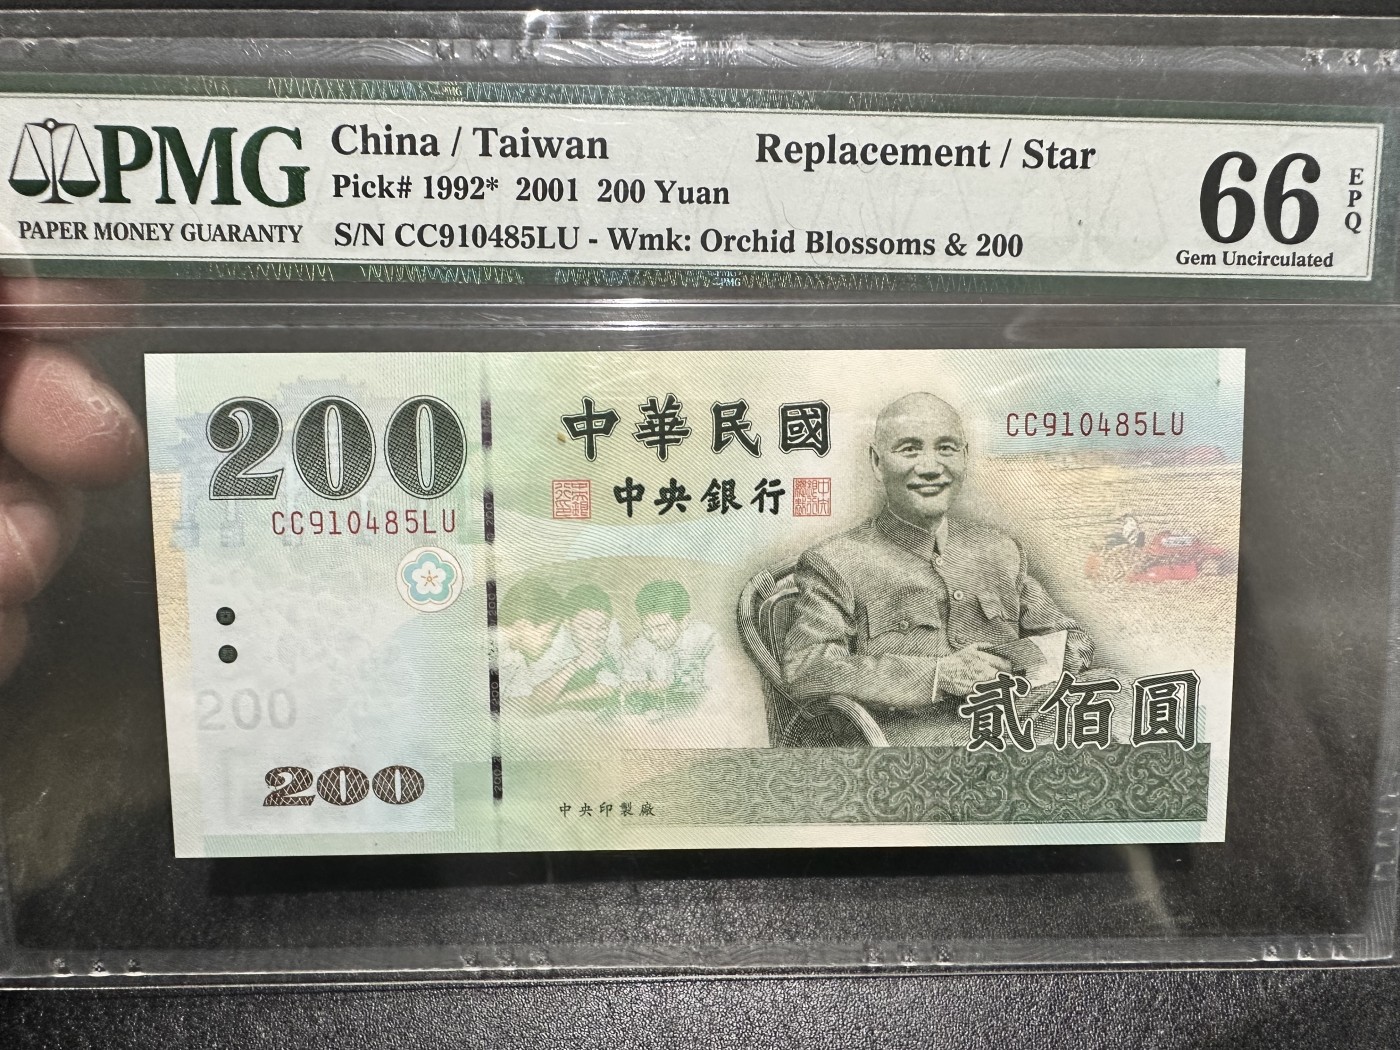 PMG
PAPER MONEY GUARANTY
China / Taiwan
Replacement / Star
Pick# 1992* 2001 200 Yuan
S/N CC910485LU - Wmk: Orchid Blossoms & 200
66
EPQ
Gem Uncirculated
200
CC910485LU
中華民國
中央銀行
CC910485LU
200
200
貳佰圓
中央印製廠